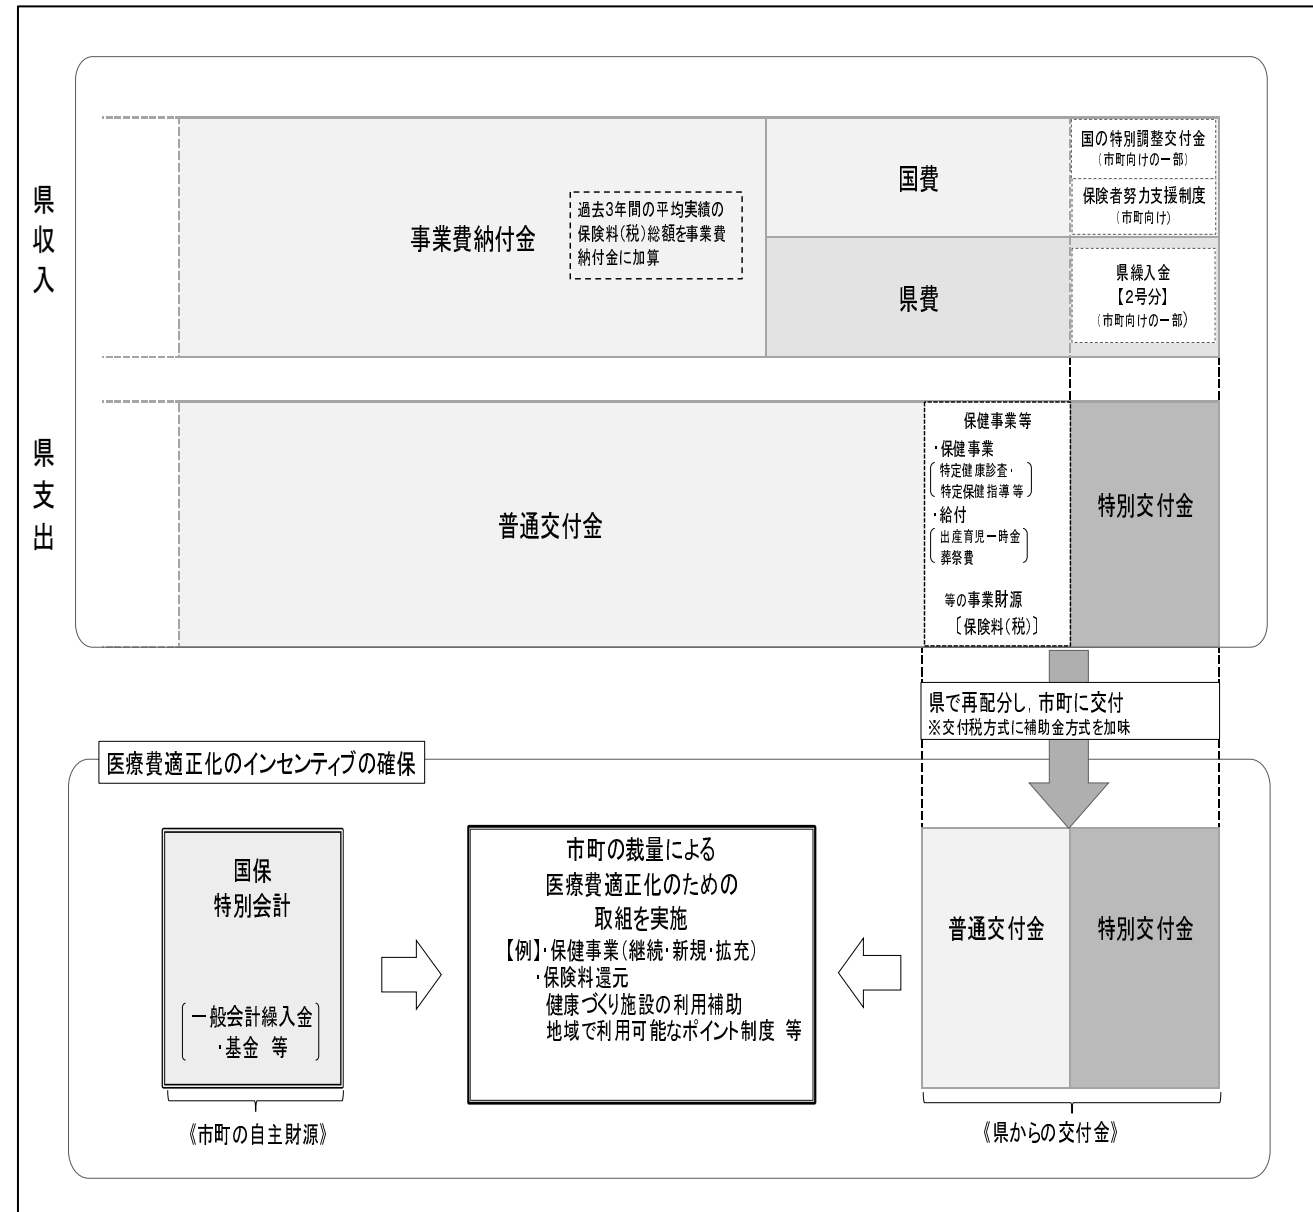 県収入
事業費納付金
過去3年間の平均実績の
保険料(税)総額を事業費
納付金に加算
国費
県費
国の特別調整交付金
(市町向けの一部)
保険者努力支援制度
(市町向け)
県繰入金
【2号分】
(市町向けの一部)
県支出
普通交付金
保健事業等
・保健事業
特定健康診査・
特定保健指導等
・給付
出産育児一時金
葬祭費
等の事業財源
〔保険料(税)〕
特別交付金
県で再配分し,市町に交付
※交付税方式に補助金方式を加味
医療費適正化のインセンティブの確保
国保
特別会計
一般会計繰入金
・基金 等
《市町の自主財源》
市町の裁量による
医療費適正化のための
取組を実施
【例】・保健事業(継続・新規・拡充)
・保険料還元
健康づくり施設の利用補助
地域で利用可能なポイント制度 等
普通交付金
特別交付金
《県からの交付金》